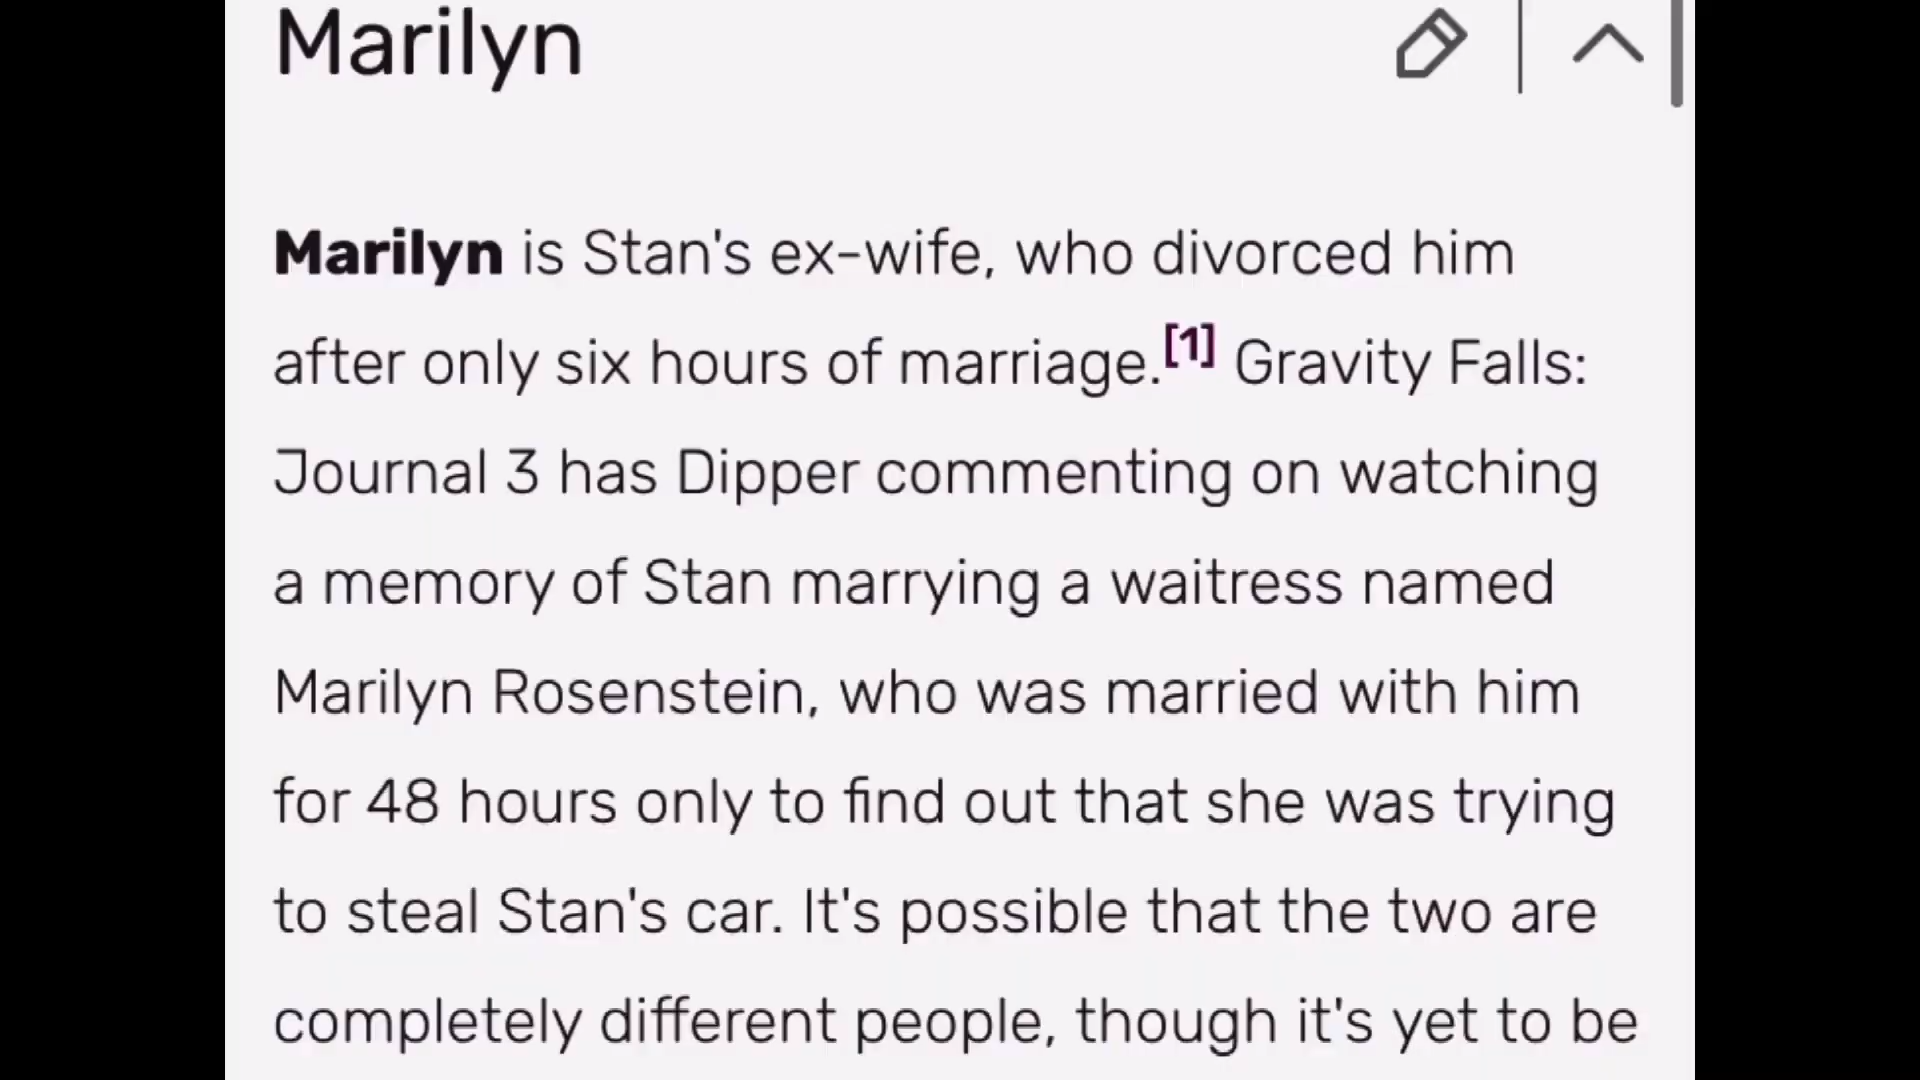 Marilyn
Marilyn is Stan's ex-wife, who divorced him
after only six hours of marriage.[1] Gravity Falls:
Journal 3 has Dipper commenting on watching
a memory of Stan marrying a waitress named
Marilyn Rosenstein, who was married with him
for 48 hours only to find out that she was trying
to steal Stan's car. It's possible that the two are
completely different people, though it's yet to be